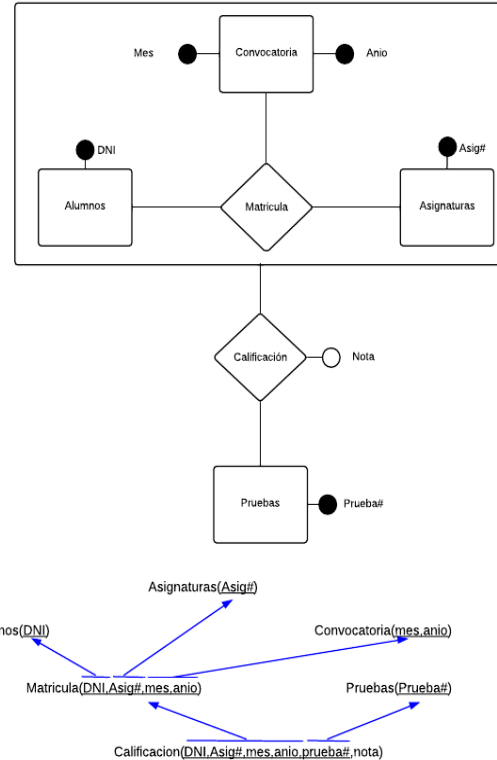 Mes
Convocatoria
Anio
DNI
Asig#
Alumnos
Matricula
Asignaturas
Calificación
Nota
Pruebas
Prueba#
Asignaturas(Asig#)
nos(DNI)
Convocatoria(mes,anio)
Matricula(DNI,Asig#,mes,anio)
Pruebas(Prueba#)
Calificacion(DNI,Asig#,mes,anio,prueba#,nota)